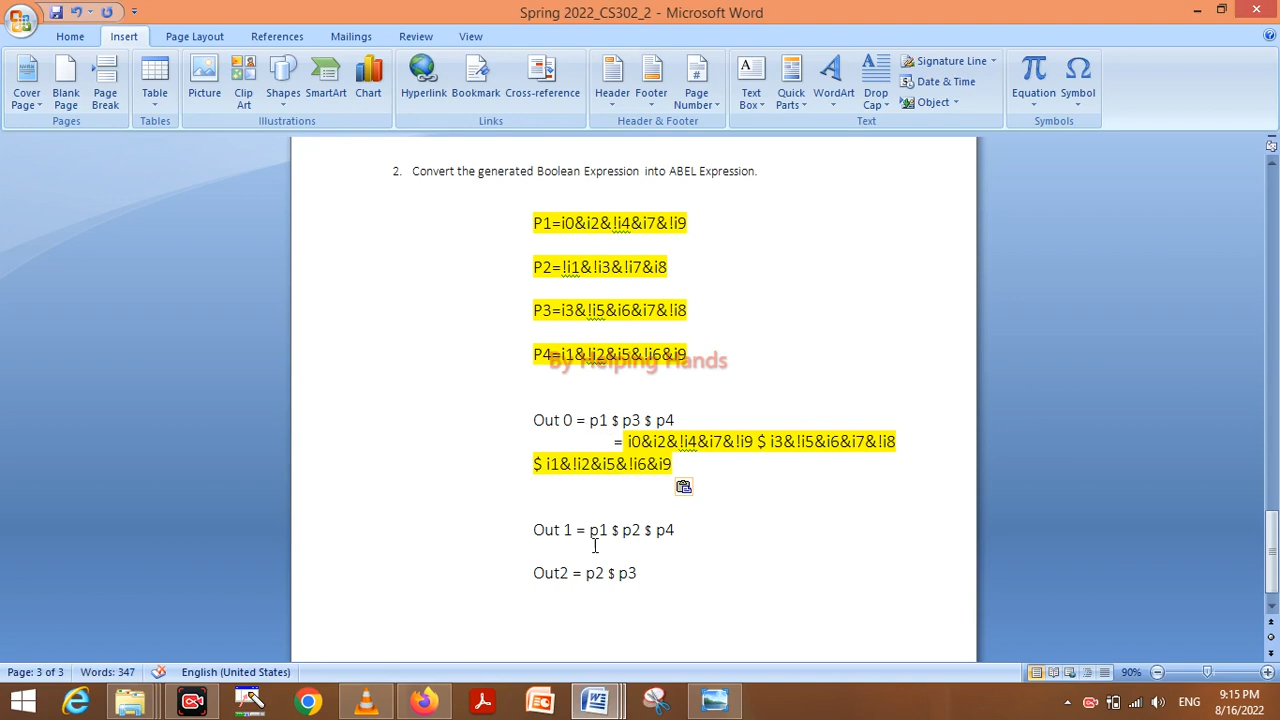 Spring 2022_CS302_2 - Microsoft Word
Home Insert Page Layout References Mailings Review View
Cover Page Blank Page Page Break Table Picture Clip Art Shapes SmartArt Chart Hyperlink Bookmark Cross-reference Header Footer Page Number Text Box Quick Parts WordArt Drop Cap Signature Line Date & Time Object Equation Symbol
Pages Tables Illustrations Links Header & Footer Text Symbols
2. Convert the generated Boolean Expression into ABEL Expression.
P1=i0&i2&!i4&i7&!i9
P2=!i1&!i3&!i7&i8
P3=i3&!i5&i6&i7&!i8
P4=i1&!i2&i5&!i6&i9
By Helping Hands
Out 0 = p1 $ p3 $ p4
= i0&i2&!i4&i7&!i9 $ i3&!i5&i6&i7&!i8
$ i1&!i2&i5&!i6&i9
Out 1 = p1 $ p2 $ p4
Out2 = p2 $ p3
Page: 3 of 3 Words: 347 English (United States) 90%
ENG 9:15 PM
8/16/2022